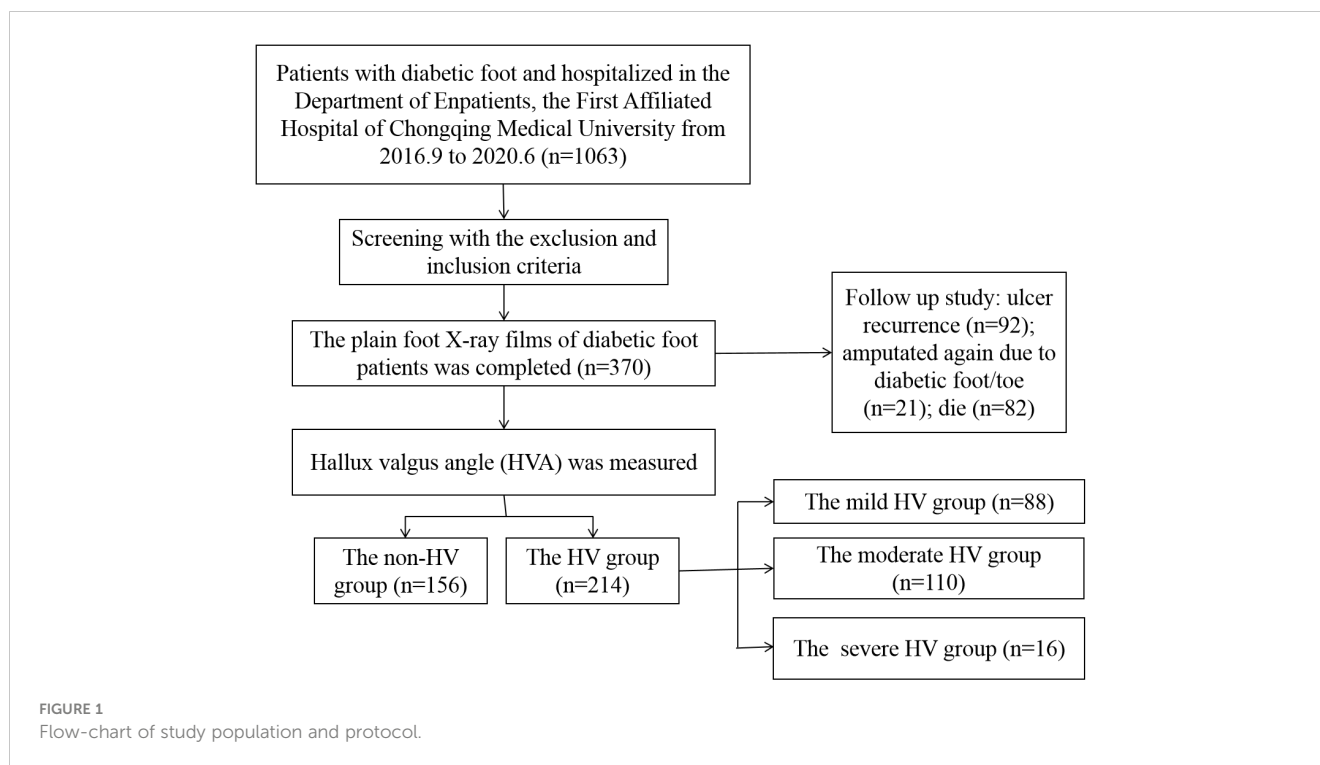 Patients with diabetic foot and hospitalized in the
Department of Enpatients, the First Affiliated
Hospital of Chongqing Medical University from
2016.9 to 2020.6 (n=1063)
Screening with the exclusion and
inclusion criteria
The plain foot X-ray films of diabetic foot
patients was completed (n=370)
Follow up study: ulcer
recurrence (n=92);
amputated again due to
diabetic foot/toe
(n=21); die (n=82)
Hallux valgus angle (HVA) was measured
The non-HV
group (n=156)
The HV group
(n=214)
The mild HV group (n=88)
The moderate HV group
(n=110)
The severe HV group (n=16)
FIGURE 1
Flow-chart of study population and protocol.